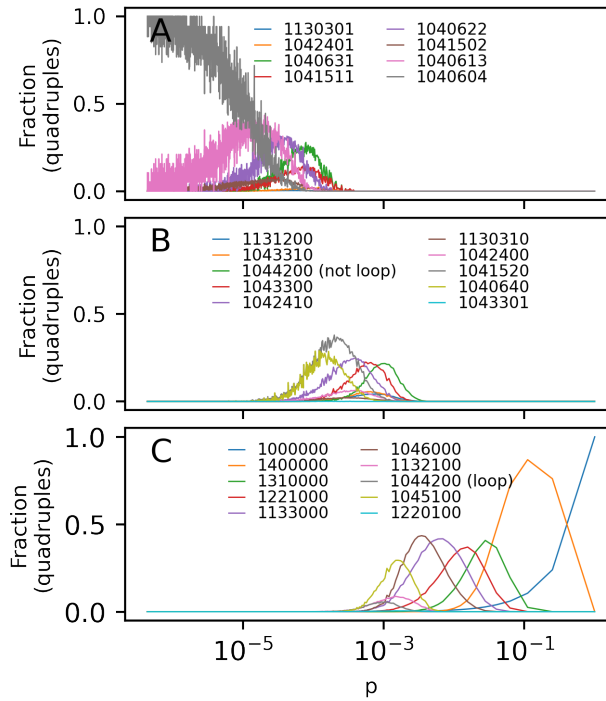 A
1130301 1040622
1042401 1041502
1040631 1040613
1041511 1040604
1.0
0.5
0.0
Fraction
(quadruples)
B
1131200 1130310
1043310 1042400
1044200 (not loop) 1041520
1043300 1040640
1042410 1043301
1.0
0.5
0.0
Fraction
(quadruples)
C
1000000 1046000
1400000 1132100
1310000 1044200 (loop)
1221000 1045100
1133000 1220100
1.0
0.5
0.0
Fraction
(quadruples)
10⁻⁵ 10⁻³ 10⁻¹
p